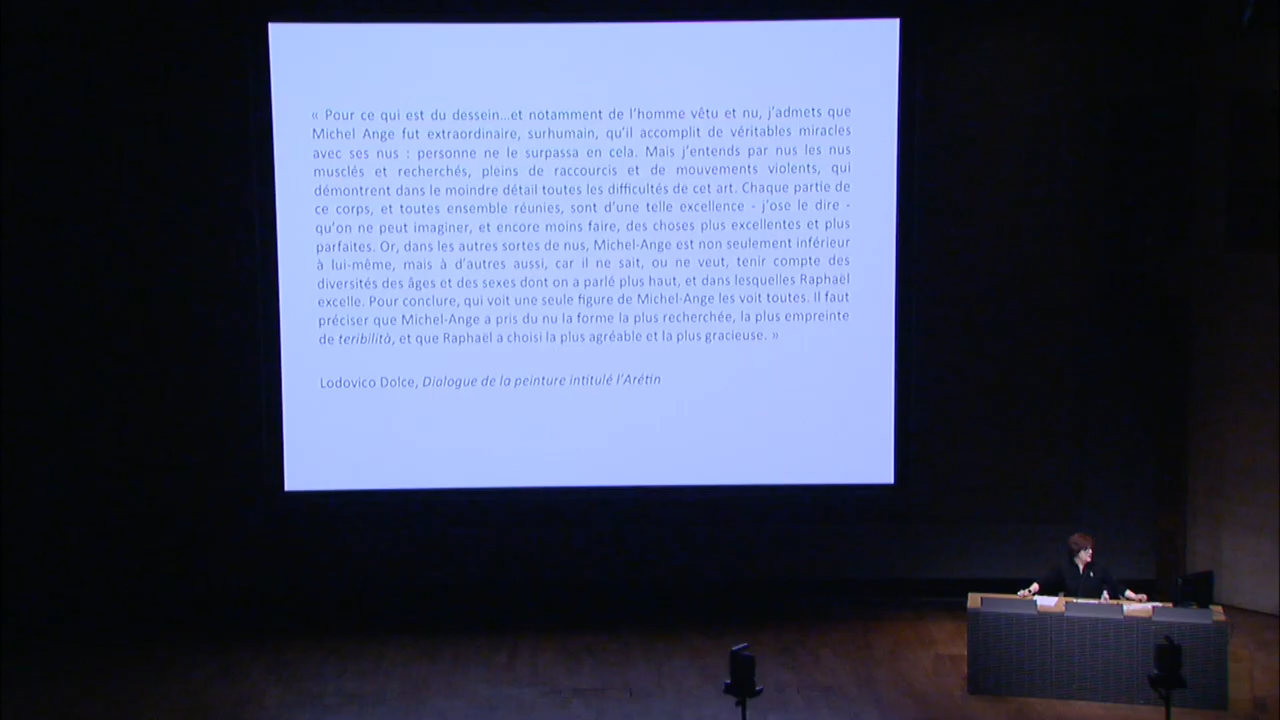 « Pour ce qui est du dessein...et notamment de l'homme vêtu et nu, j'admets que
Michel Ange fut extraordinaire, surhumain, qu'il accomplit de véritables miracles
avec ses nus : personne ne le surpassa en cela. Mais j'entends par nus les nus
musclés et recherchés, pleins de raccourcis et de mouvements violents, qui
démontrent dans le moindre détail toutes les difficultés de cet art. Chaque partie de
ce corps, et toutes ensemble réunies, sont d'une telle excellence - j'ose le dire -
qu'on ne peut imaginer, et encore moins faire, des choses plus excellentes et plus
parfaites. Or, dans les autres sortes de nus, Michel-Ange est non seulement inférieur
à lui-même, mais à d'autres aussi, car il ne sait, ou ne veut, tenir compte des
diversités des âges et des sexes dont on a parlé plus haut, et dans lesquelles Raphaël
excelle. Pour conclure, qui voit une seule figure de Michel-Ange les voit toutes. Il faut
préciser que Michel-Ange a pris du nu la forme la plus recherchée, la plus empreinte
de teribilità, et que Raphaël a choisi la plus agréable et la plus gracieuse. »
Lodovico Dolce, Dialogue de la peinture intitulé l'Arétin